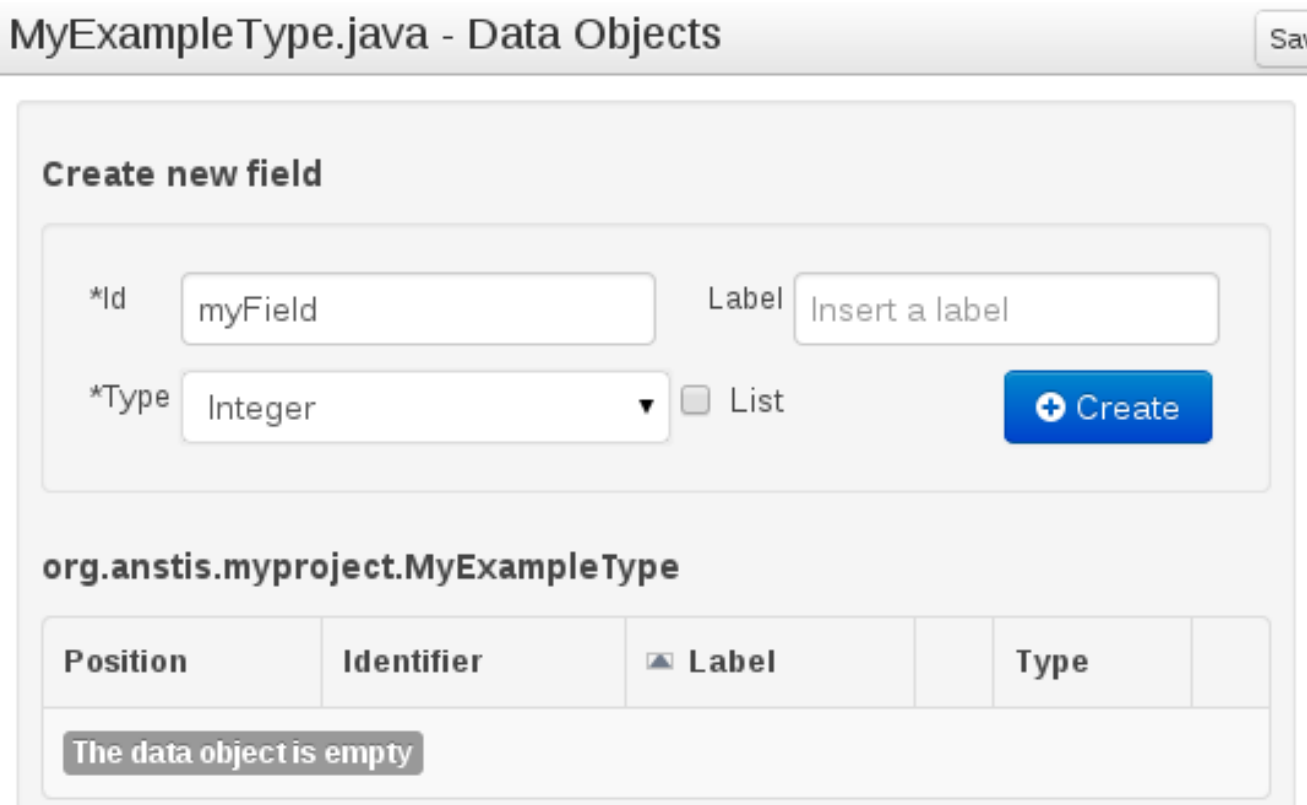 MyExampleType.java - Data Objects
Create new field
*Id myField Label Insert a label
*Type Integer List Create
org.anstis.myproject.MyExampleType
Position Identifier Label Type
The data object is empty